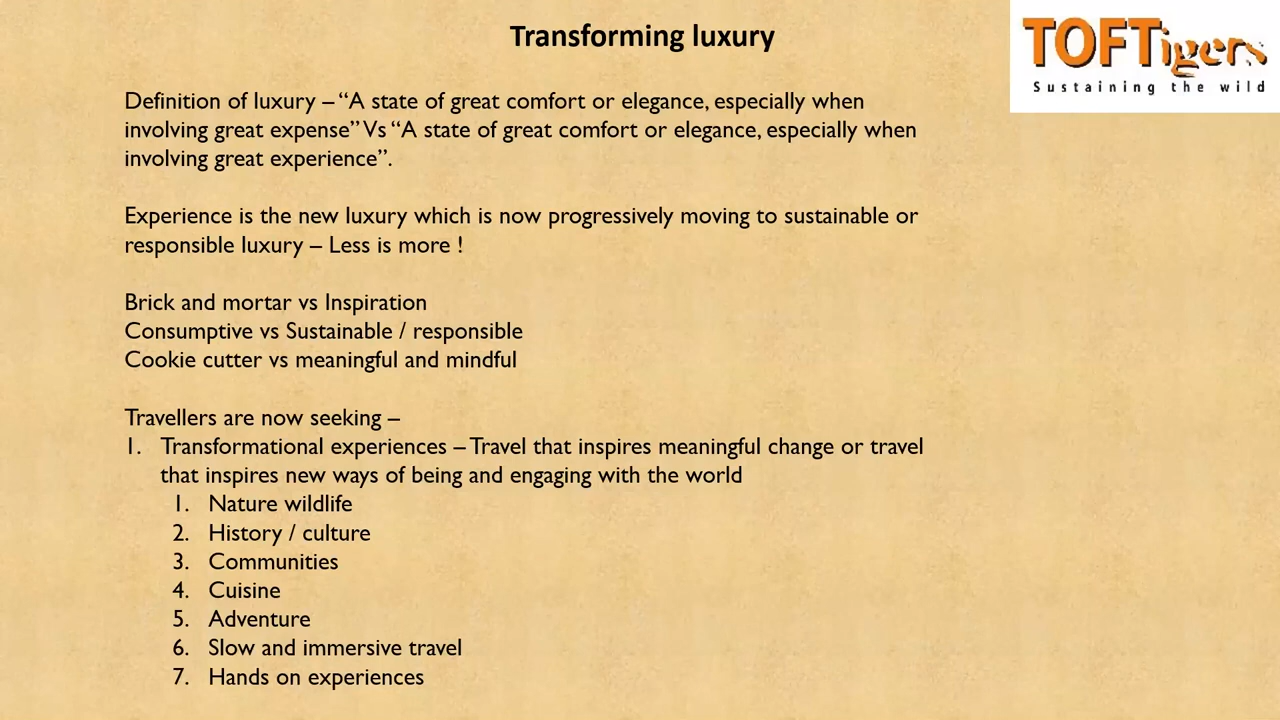 Transforming luxury
TOFTigers
Sustaining the wild
Definition of luxury – “A state of great comfort or elegance, especially when
involving great expense” Vs “A state of great comfort or elegance, especially when
involving great experience”.
Experience is the new luxury which is now progressively moving to sustainable or
responsible luxury – Less is more !
Brick and mortar vs Inspiration
Consumptive vs Sustainable / responsible
Cookie cutter vs meaningful and mindful
Travellers are now seeking –
1. Transformational experiences – Travel that inspires meaningful change or travel
that inspires new ways of being and engaging with the world
1. Nature wildlife
2. History / culture
3. Communities
4. Cuisine
5. Adventure
6. Slow and immersive travel
7. Hands on experiences